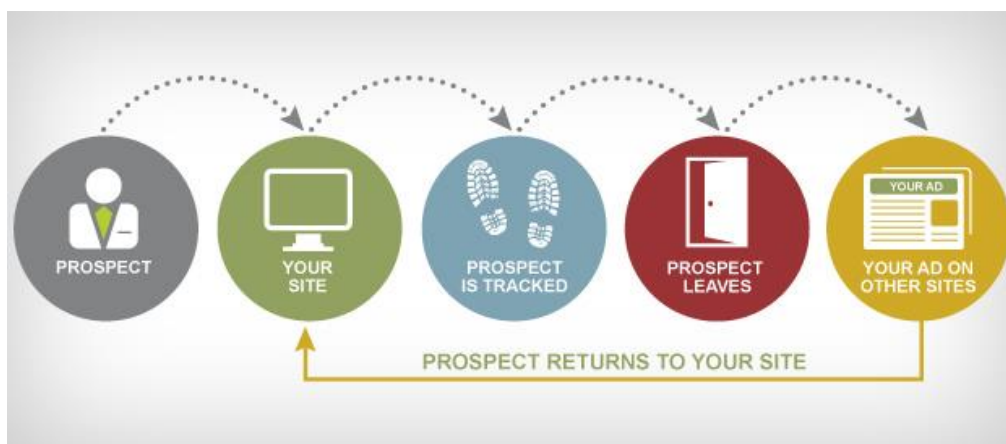 PROSPECT
YOUR
SITE
PROSPECT
IS TRACKED
PROSPECT
LEAVES
YOUR AD
YOUR AD ON
OTHER SITES
PROSPECT RETURNS TO YOUR SITE